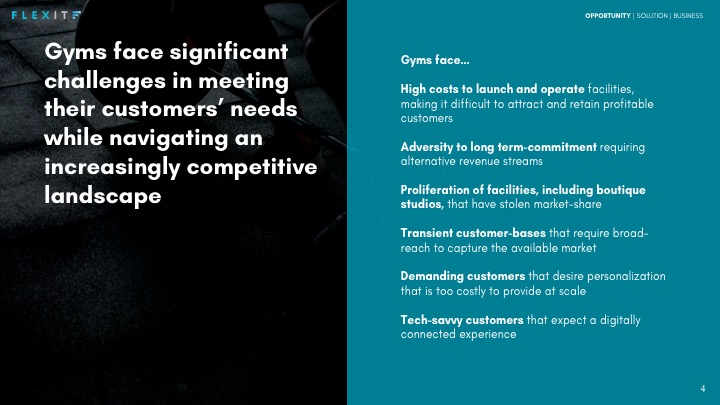 FLEXIT
OPPORTUNITY | SOLUTION | BUSINESS
Gyms face significant
challenges in meeting
their customers’ needs
while navigating an
increasingly competitive
landscape
Gyms face...
High costs to launch and operate facilities,
making it difficult to attract and retain profitable
customers
Adversity to long term-commitment requiring
alternative revenue streams
Proliferation of facilities, including boutique
studios, that have stolen market-share
Transient customer-bases that require broad-
reach to capture the available market
Demanding customers that desire personalization
that is too costly to provide at scale
Tech-savvy customers that expect a digitally
connected experience
4